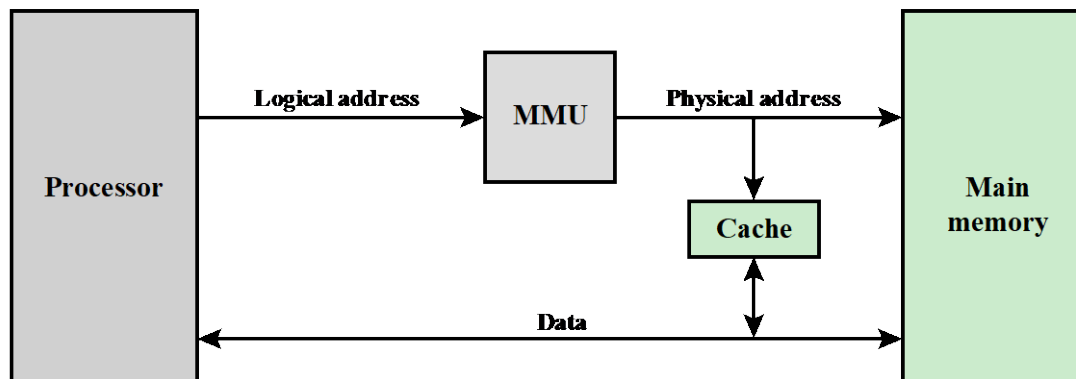 Logical address
MMU
Physical address
Processor
Main
memory
Cache
Data